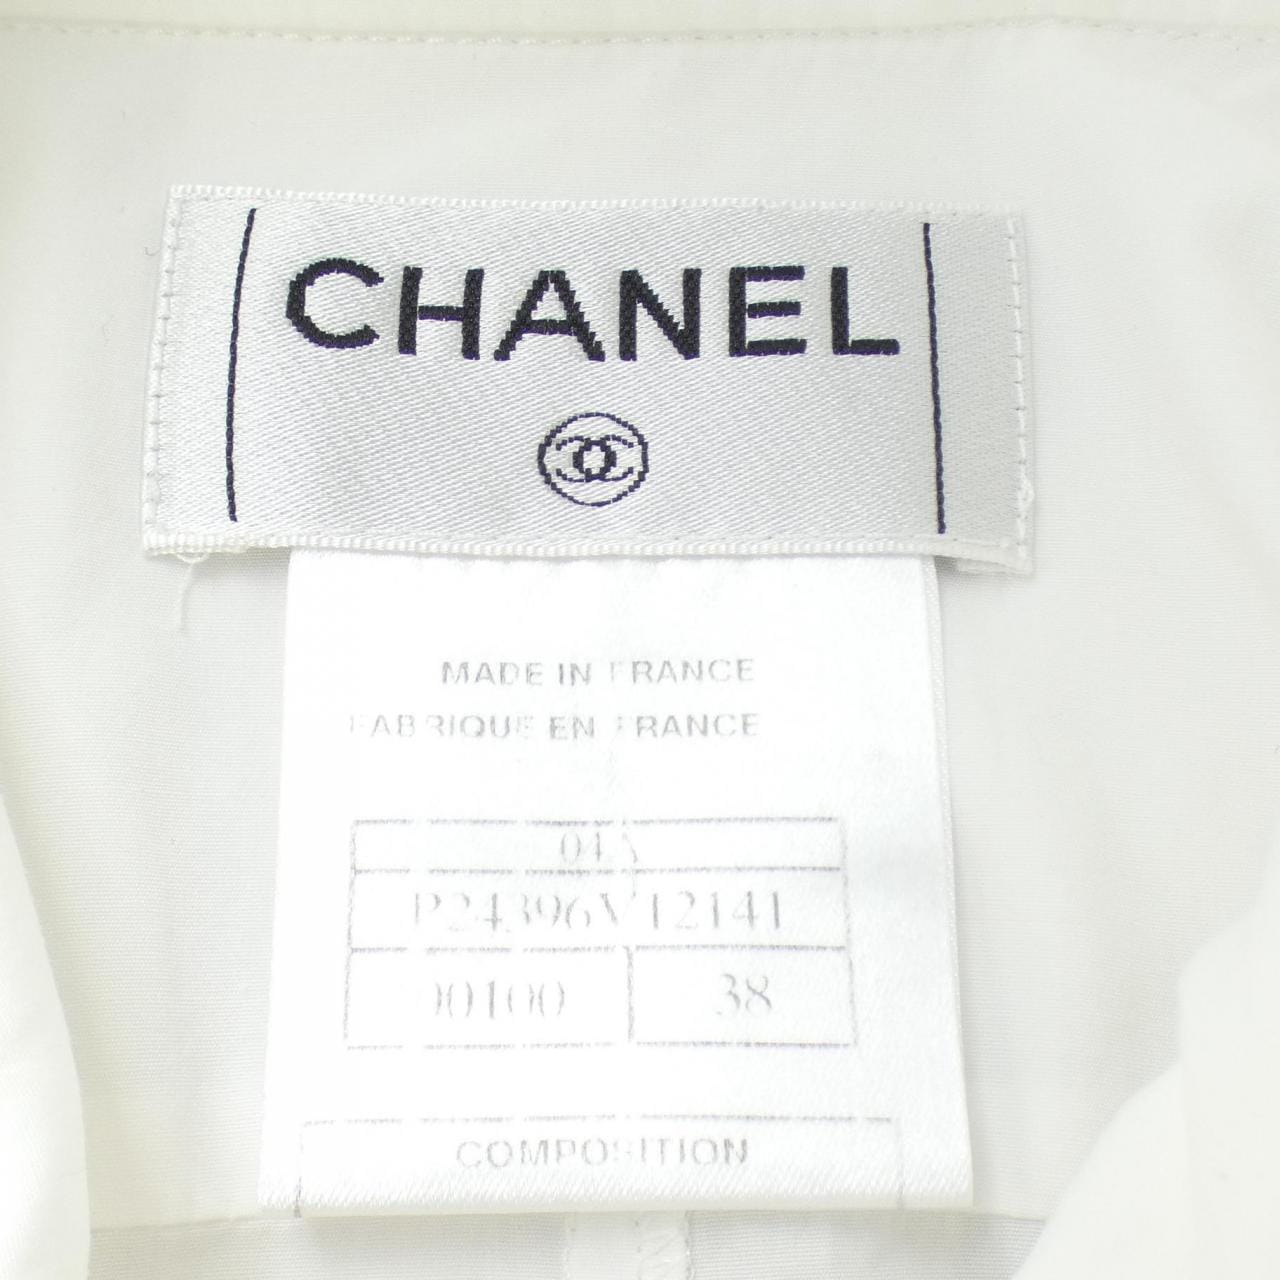 CHANEL
MADE IN FRANCE
FABRIQUE EN FRANCE
04A
P24396V12141
00100 38
COMPOSITION